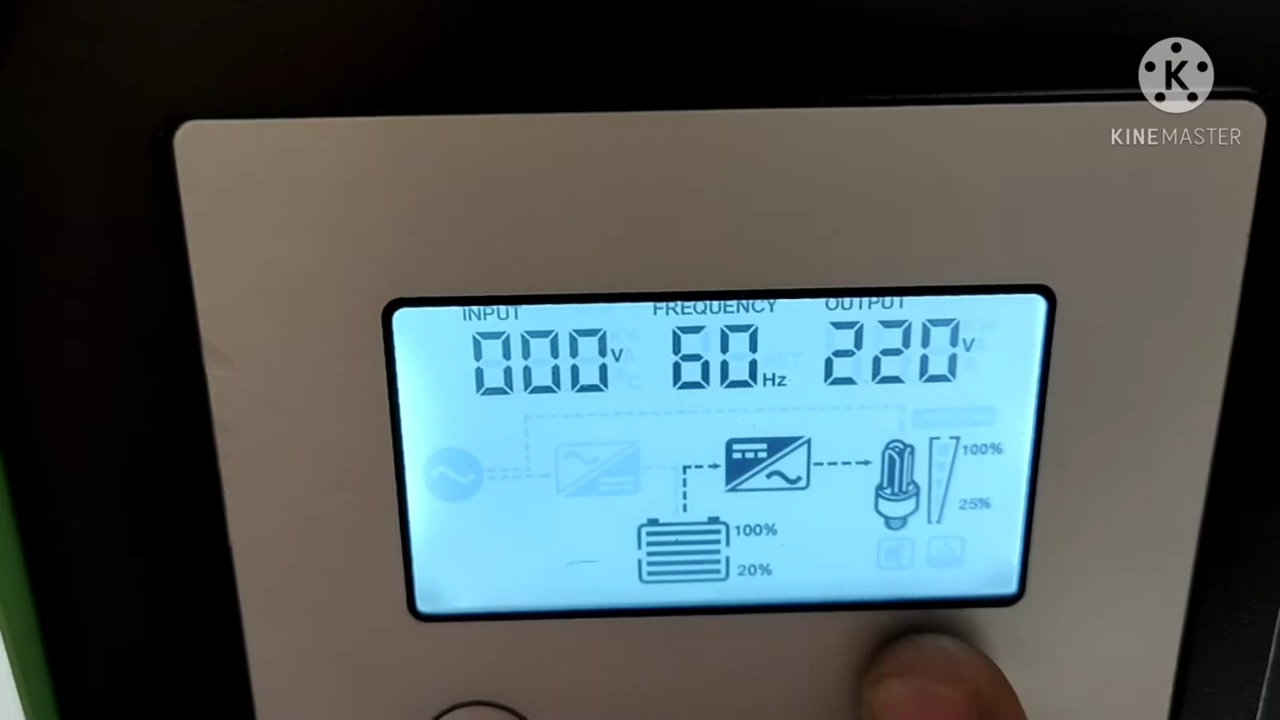 K
KINEMASTER
INPUT FREQUENCY OUTPUT
000V 60Hz 220V
100%
25%
100%
20%